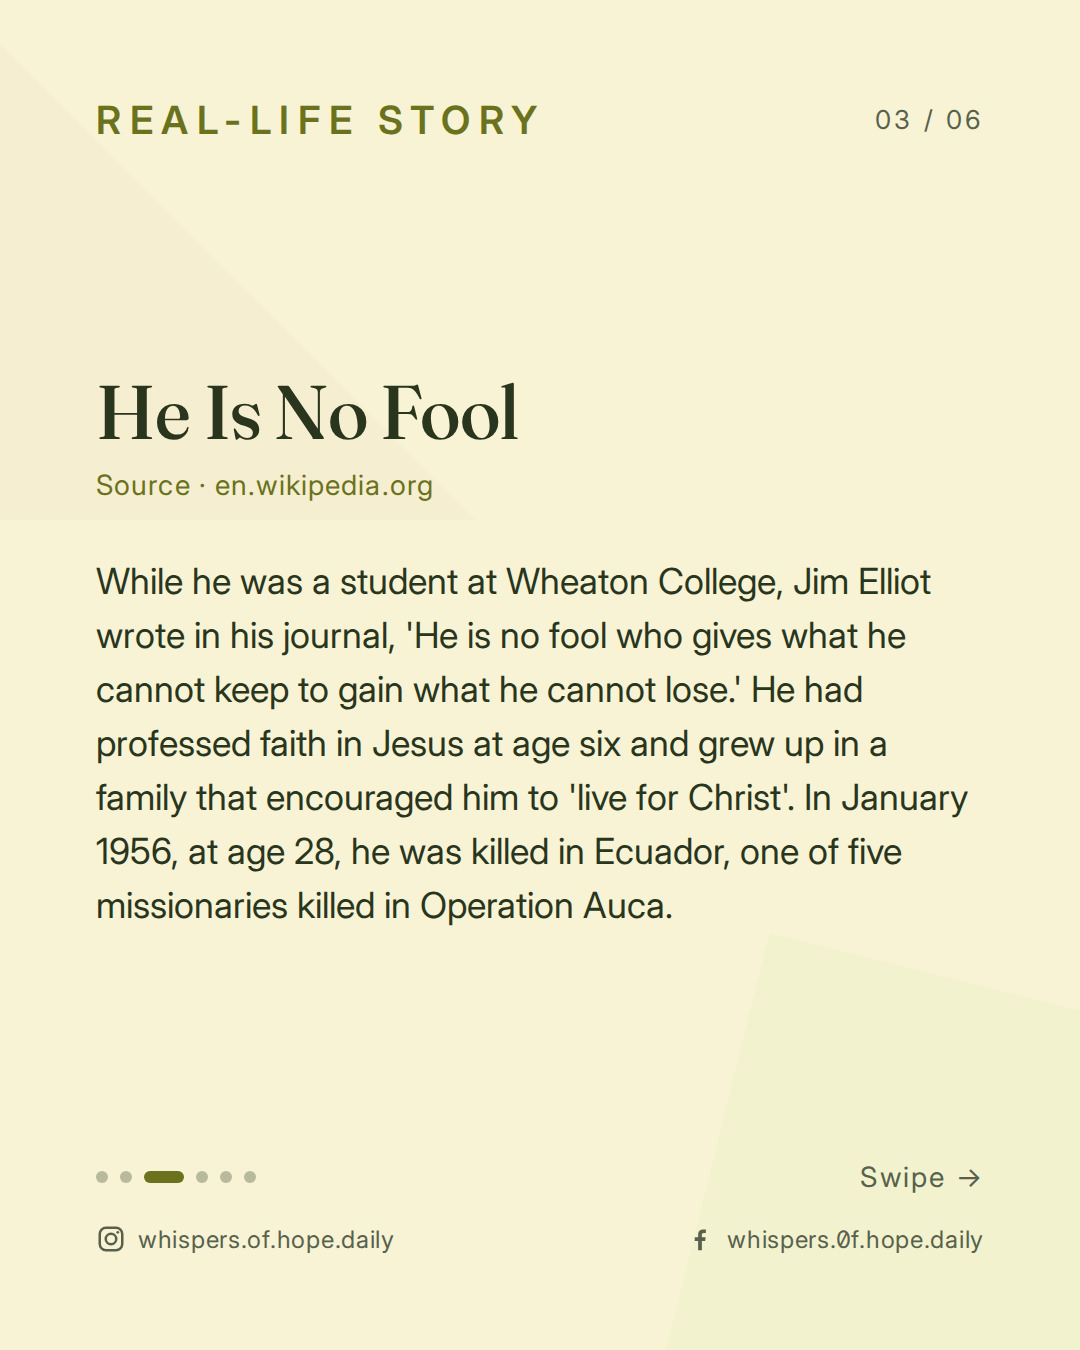 REAL-LIFE STORY
03 / 06
He Is No Fool
Source · en.wikipedia.org
While he was a student at Wheaton College, Jim Elliot
wrote in his journal, 'He is no fool who gives what he
cannot keep to gain what he cannot lose.' He had
professed faith in Jesus at age six and grew up in a
family that encouraged him to 'live for Christ'. In January
1956, at age 28, he was killed in Ecuador, one of five
missionaries killed in Operation Auca.
Swipe →
whispers.of.hope.daily
whispers.0f.hope.daily